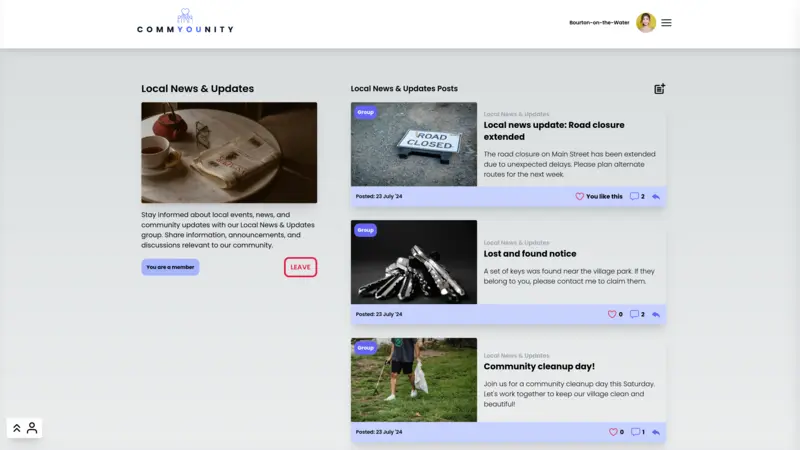 COMMYOUNITY
Bourton-on-the-Water
Local News & Updates
Stay informed about local events, news, and
community updates with our Local News & Updates
group. Share information, announcements, and
discussions relevant to our community.
You are a member
LEAVE
Local News & Updates Posts
Group
ROAD
CLOSED
Local News & Updates
Local news update: Road closure
extended
The road closure on Main Street has been extended
due to unexpected delays. Please plan alternate
routes for the next week.
Posted: 23 July '24
You like this
2
Group
Local News & Updates
Lost and found notice
A set of keys was found near the village park. If they
belong to you, please contact me to claim them.
Posted: 23 July '24
0
2
Group
Local News & Updates
Community cleanup day!
Join us for a community cleanup day this Saturday.
Let's work together to keep our village clean and
beautiful!
Posted: 23 July '24
0
1